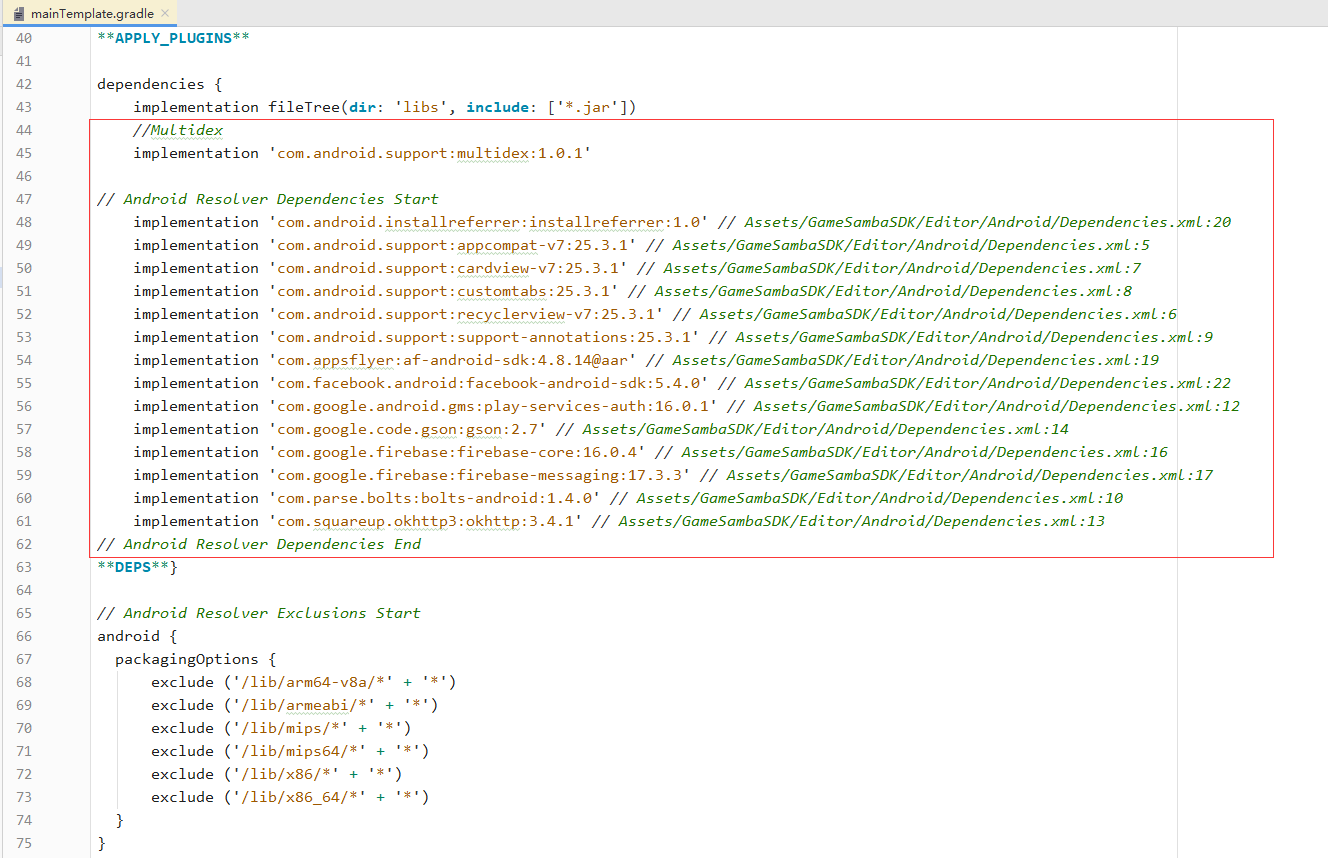 mainTemplate.gradle ×
40 **APPLY_PLUGINS**
41
42 dependencies {
43     implementation fileTree(dir: 'libs', include: ['*.jar'])
44     //Multidex
45     implementation 'com.android.support:multidex:1.0.1'
46
47 // Android Resolver Dependencies Start
48     implementation 'com.android.installreferrer:installreferrer:1.0' // Assets/GameSambaSDK/Editor/Android/Dependencies.xml:20
49     implementation 'com.android.support:appcompat-v7:25.3.1' // Assets/GameSambaSDK/Editor/Android/Dependencies.xml:5
50     implementation 'com.android.support:cardview-v7:25.3.1' // Assets/GameSambaSDK/Editor/Android/Dependencies.xml:7
51     implementation 'com.android.support:customtabs:25.3.1' // Assets/GameSambaSDK/Editor/Android/Dependencies.xml:8
52     implementation 'com.android.support:recyclerview-v7:25.3.1' // Assets/GameSambaSDK/Editor/Android/Dependencies.xml:6
53     implementation 'com.android.support:support-annotations:25.3.1' // Assets/GameSambaSDK/Editor/Android/Dependencies.xml:9
54     implementation 'com.appsflyer:af-android-sdk:4.8.14@aar' // Assets/GameSambaSDK/Editor/Android/Dependencies.xml:19
55     implementation 'com.facebook.android:facebook-android-sdk:5.4.0' // Assets/GameSambaSDK/Editor/Android/Dependencies.xml:22
56     implementation 'com.google.android.gms:play-services-auth:16.0.1' // Assets/GameSambaSDK/Editor/Android/Dependencies.xml:12
57     implementation 'com.google.code.gson:gson:2.7' // Assets/GameSambaSDK/Editor/Android/Dependencies.xml:14
58     implementation 'com.google.firebase:firebase-core:16.0.4' // Assets/GameSambaSDK/Editor/Android/Dependencies.xml:16
59     implementation 'com.google.firebase:firebase-messaging:17.3.3' // Assets/GameSambaSDK/Editor/Android/Dependencies.xml:17
60     implementation 'com.parse.bolts:bolts-android:1.4.0' // Assets/GameSambaSDK/Editor/Android/Dependencies.xml:10
61     implementation 'com.squareup.okhttp3:okhttp:3.4.1' // Assets/GameSambaSDK/Editor/Android/Dependencies.xml:13
62 // Android Resolver Dependencies End
63 **DEPS**}
64
65 // Android Resolver Exclusions Start
66 android {
67   packagingOptions {
68       exclude ('/lib/arm64-v8a/*' + '*')
69       exclude ('/lib/armeabi/*' + '*')
70       exclude ('/lib/mips/*' + '*')
71       exclude ('/lib/mips64/*' + '*')
72       exclude ('/lib/x86/*' + '*')
73       exclude ('/lib/x86_64/*' + '*')
74   }
75 }